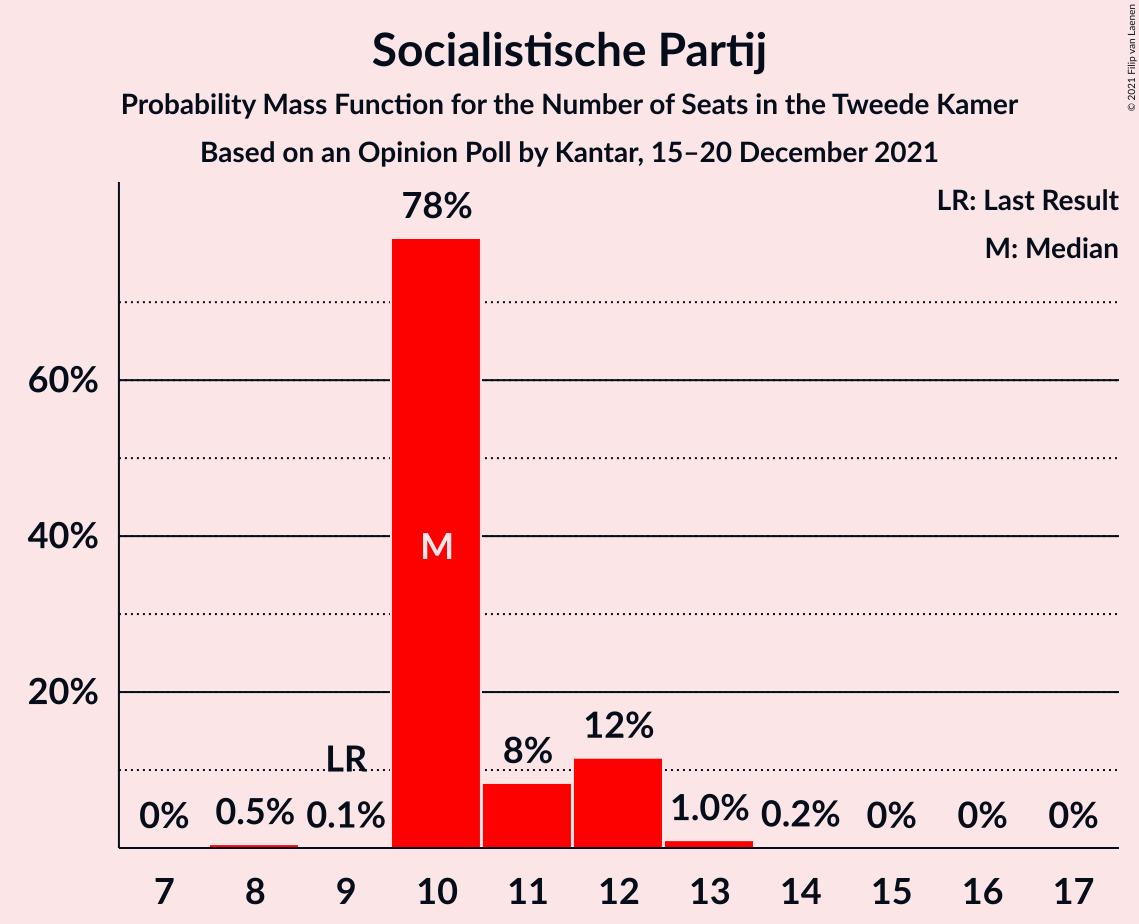 Socialistische Partij
Probability Mass Function for the Number of Seats in the Tweede Kamer
Based on an Opinion Poll by Kantar, 15–20 December 2021
© 2021 Filip van Laenen
LR: Last Result
M: Median
60%
40%
20%
0%
0.5%
LR
0.1%
78%
M
8%
12%
1.0%
0.2%
0%
0%
0%
7 8 9 10 11 12 13 14 15 16 17